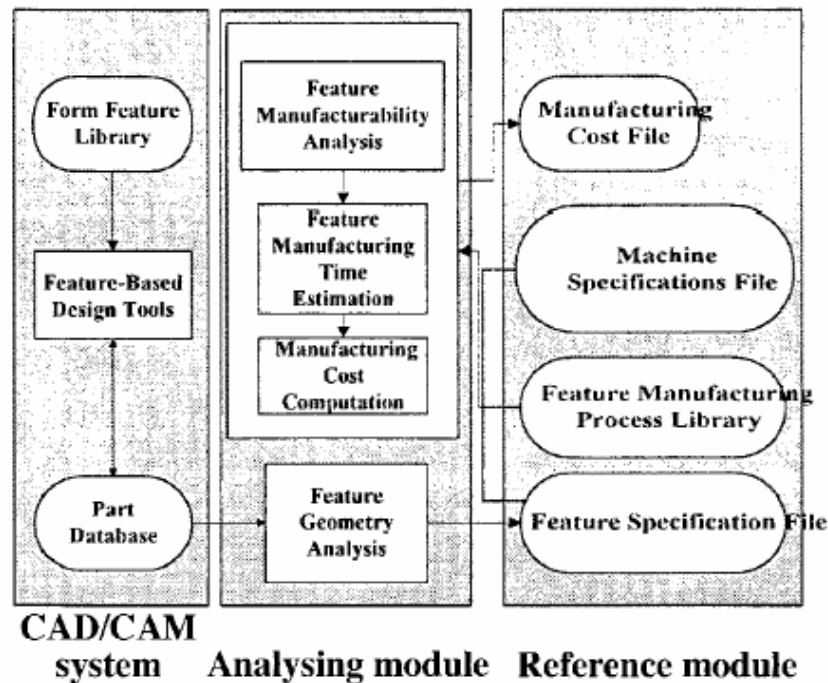 Form Feature
Library
Feature-Based
Design Tools
Part
Database
CAD/CAM
system
Feature
Manufacturability
Analysis
Feature
Manufacturing
Time
Estimation
Manufacturing
Cost
Computation
Feature
Geometry
Analysis
Analysing module
Manufacturing
Cost File
Machine
Specifications File
Feature Manufacturing
Process Library
Feature Specification File
Reference module